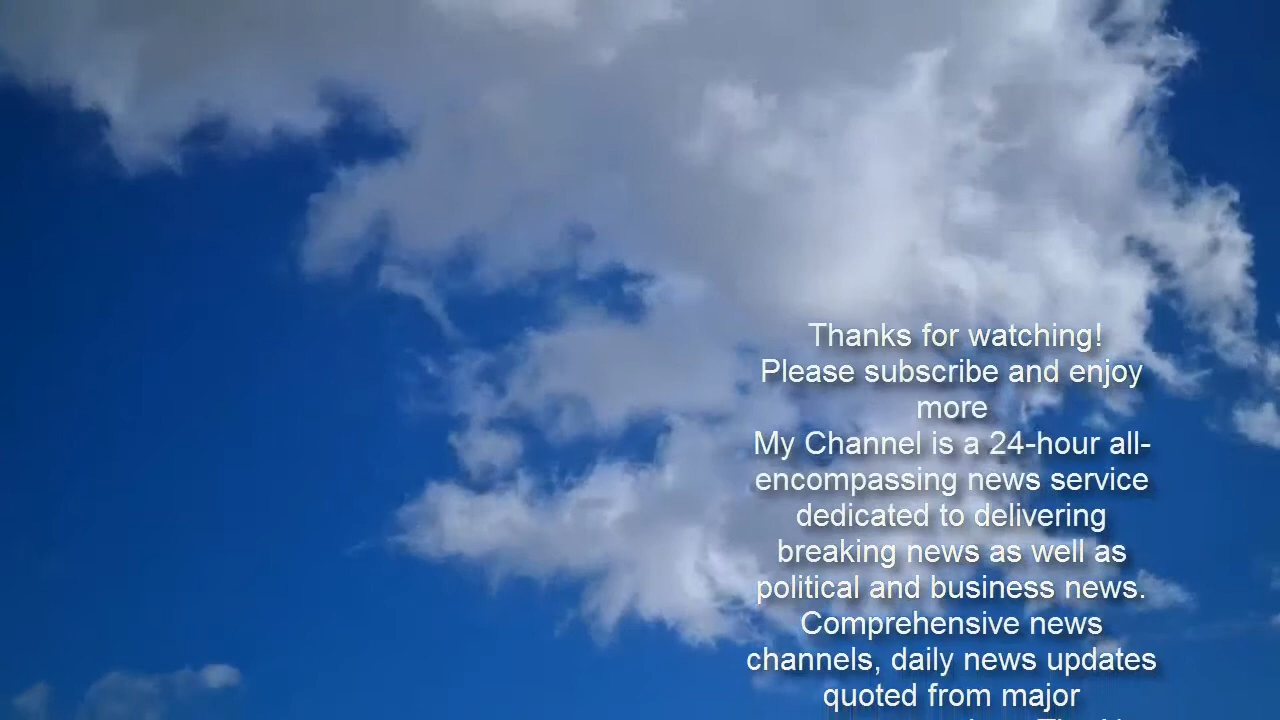 Thanks for watching!
Please subscribe and enjoy
more
My Channel is a 24-hour all-
encompassing news service
dedicated to delivering
breaking news as well as
political and business news.
Comprehensive news
channels, daily news updates
quoted from major